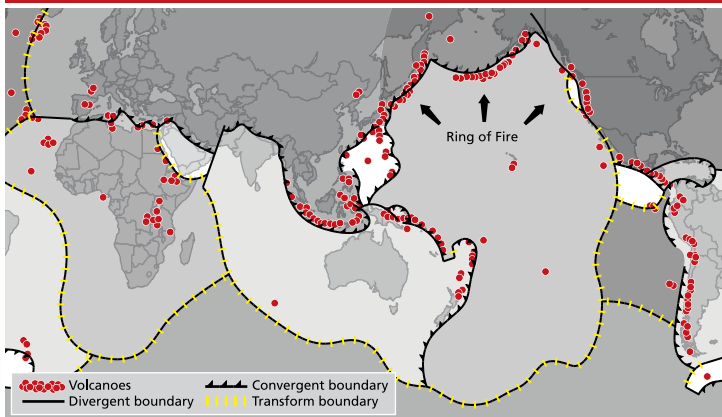 Ring of Fire
Volcanoes
Convergent boundary
Divergent boundary
Transform boundary